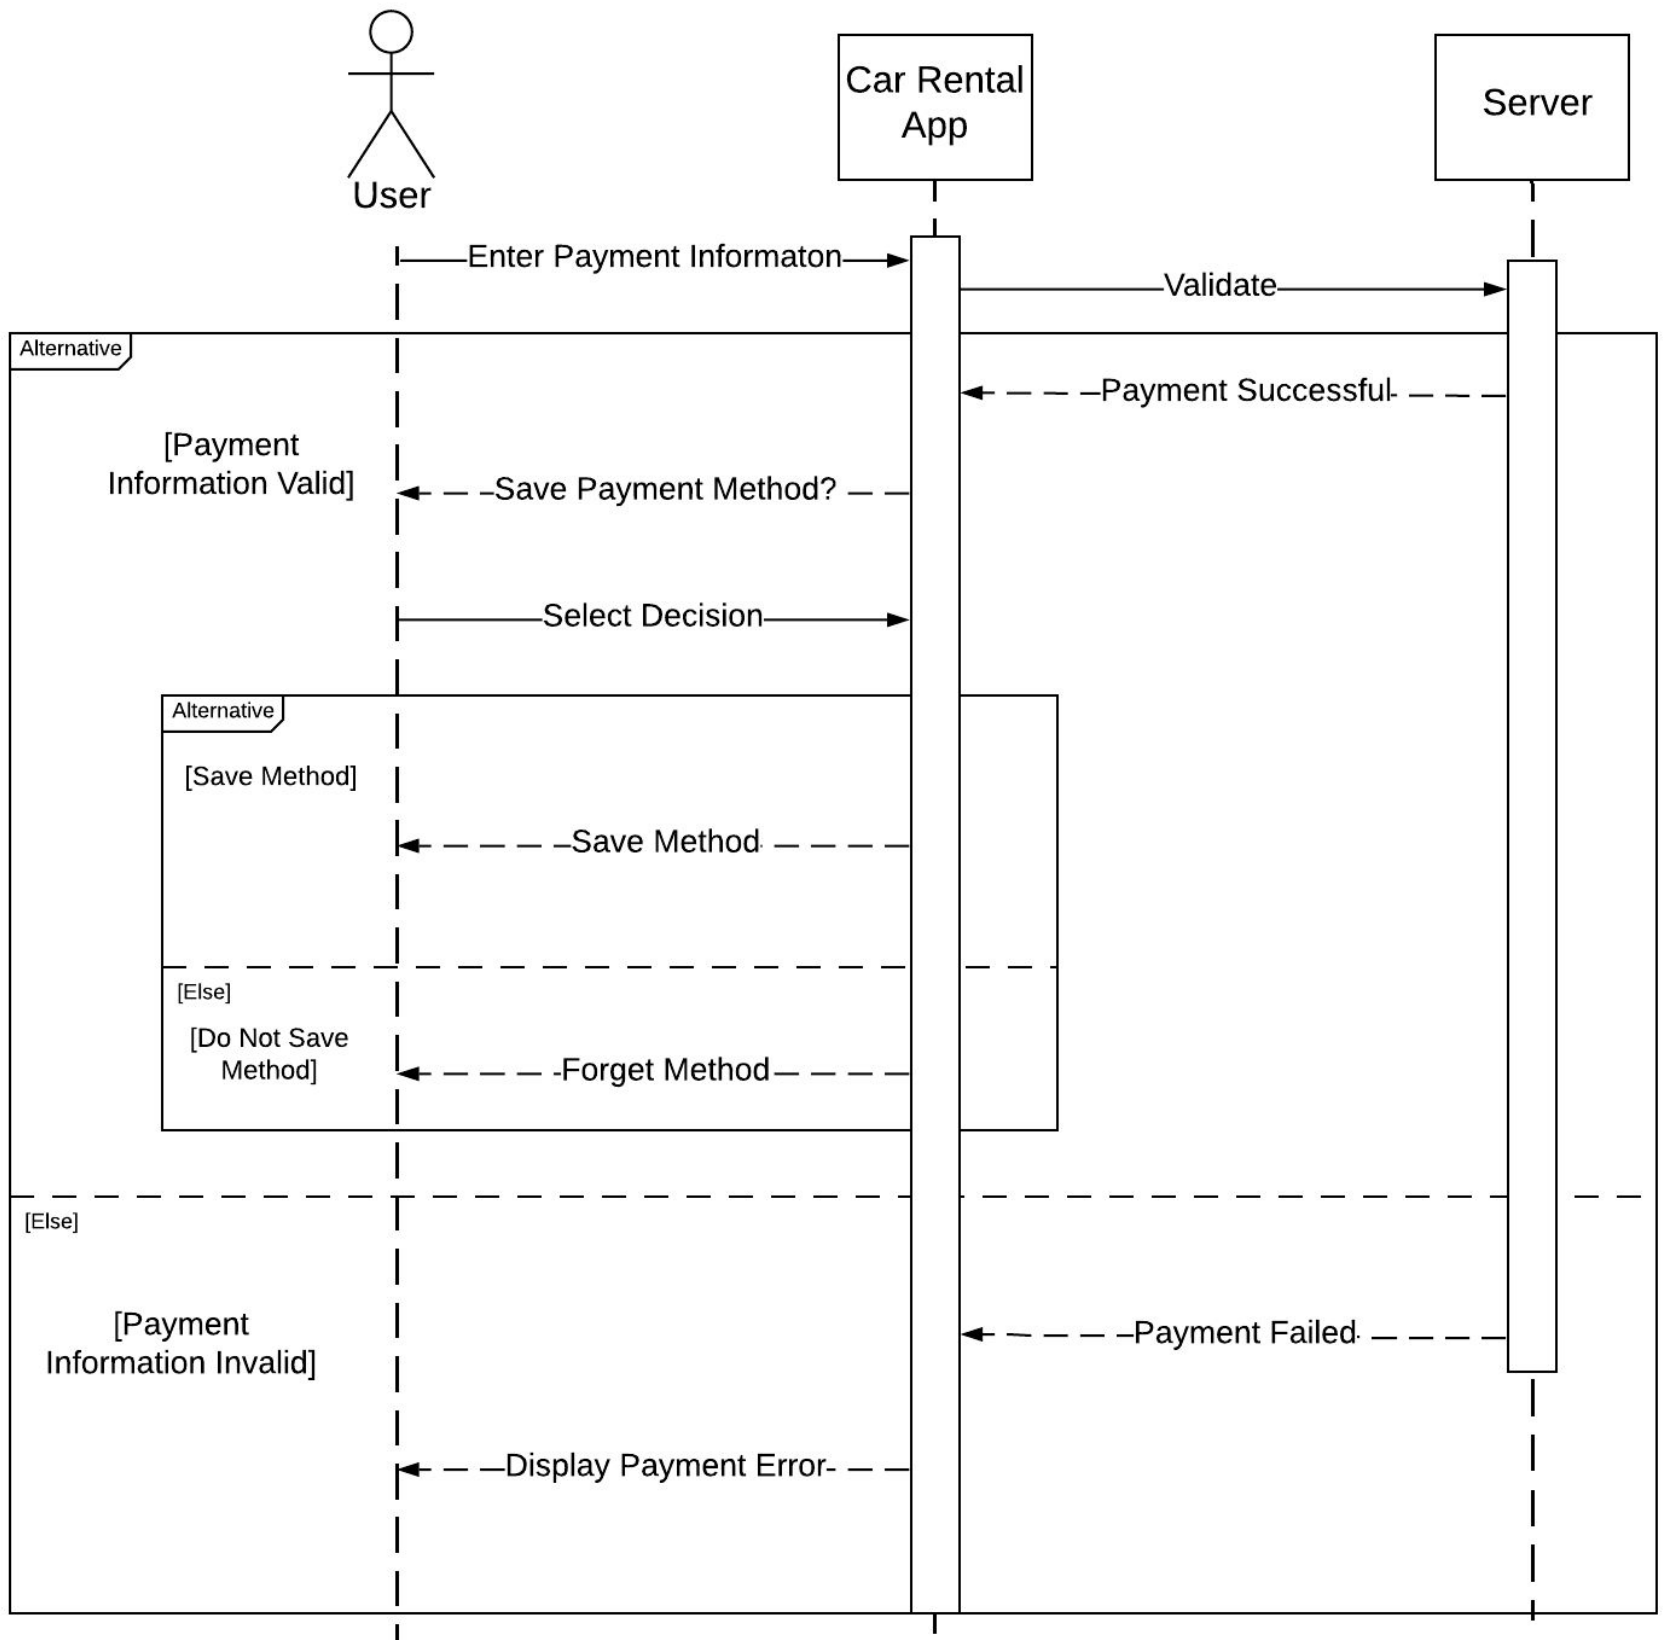 User
Car Rental
App
Server
Enter Payment Informaton
Validate
Alternative
Payment Successful
[Payment
Information Valid]
Save Payment Method?
Select Decision
Alternative
[Save Method]
Save Method
[Else]
[Do Not Save
Method]
Forget Method
[Else]
[Payment
Information Invalid]
Payment Failed
Display Payment Error